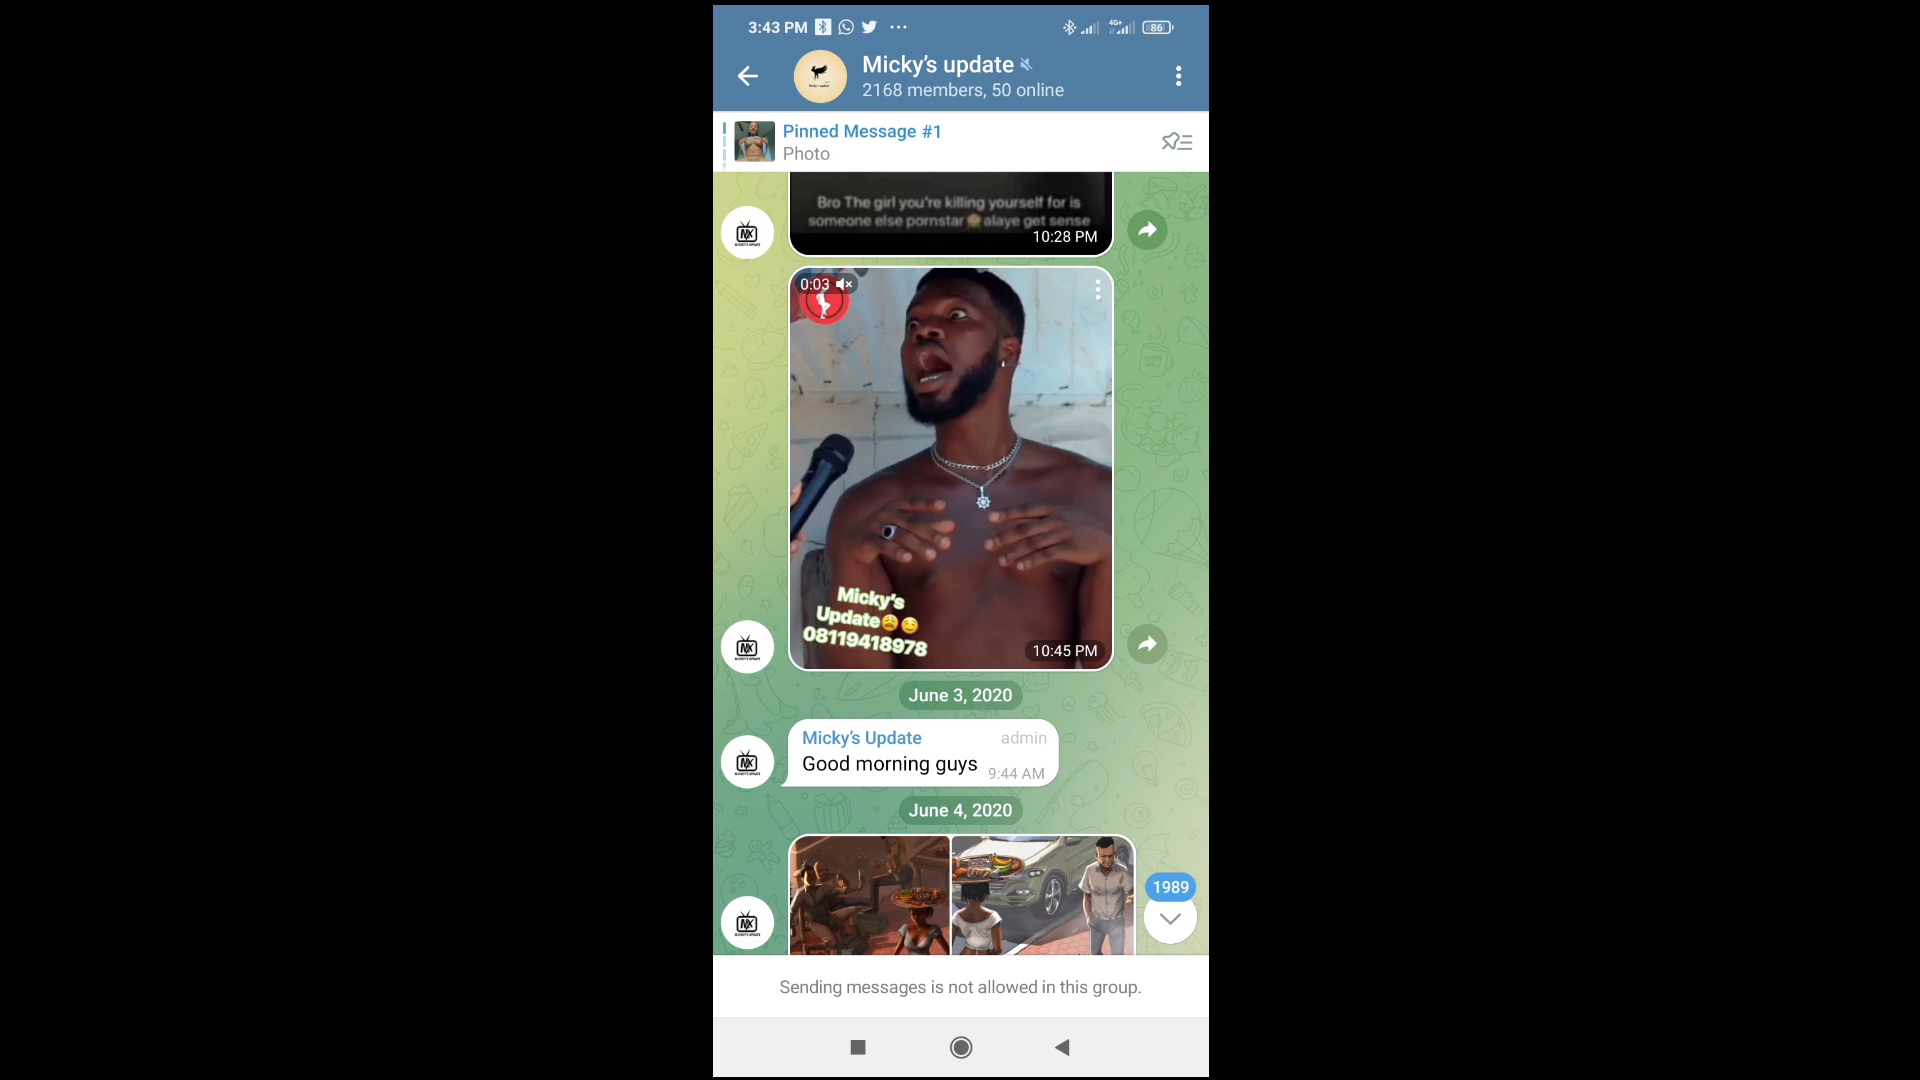 3:43 PM
4G+
86
Micky's update
2168 members, 50 online
Pinned Message #1
Photo
Bro The girl you're killing yourself for is
someone else pornstar alaye get sense
10:28 PM
0:03
Micky's
Update😩😊
08119418978
10:45 PM
MICKEY'S UPDATE
June 3, 2020
Micky's Update admin
Good morning guys 9:44 AM
June 4, 2020
1989
Sending messages is not allowed in this group.